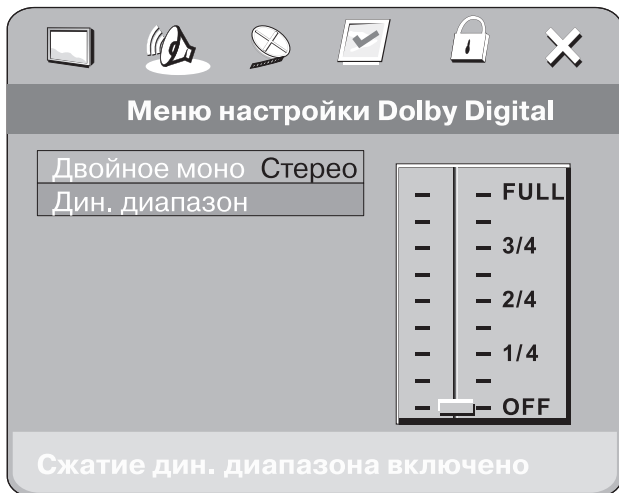 Меню настройки Dolby Digital
Двойное моно Стерео
Дин. диапазон
FULL
3/4
2/4
1/4
OFF
Сжатие дин. диапазона включено